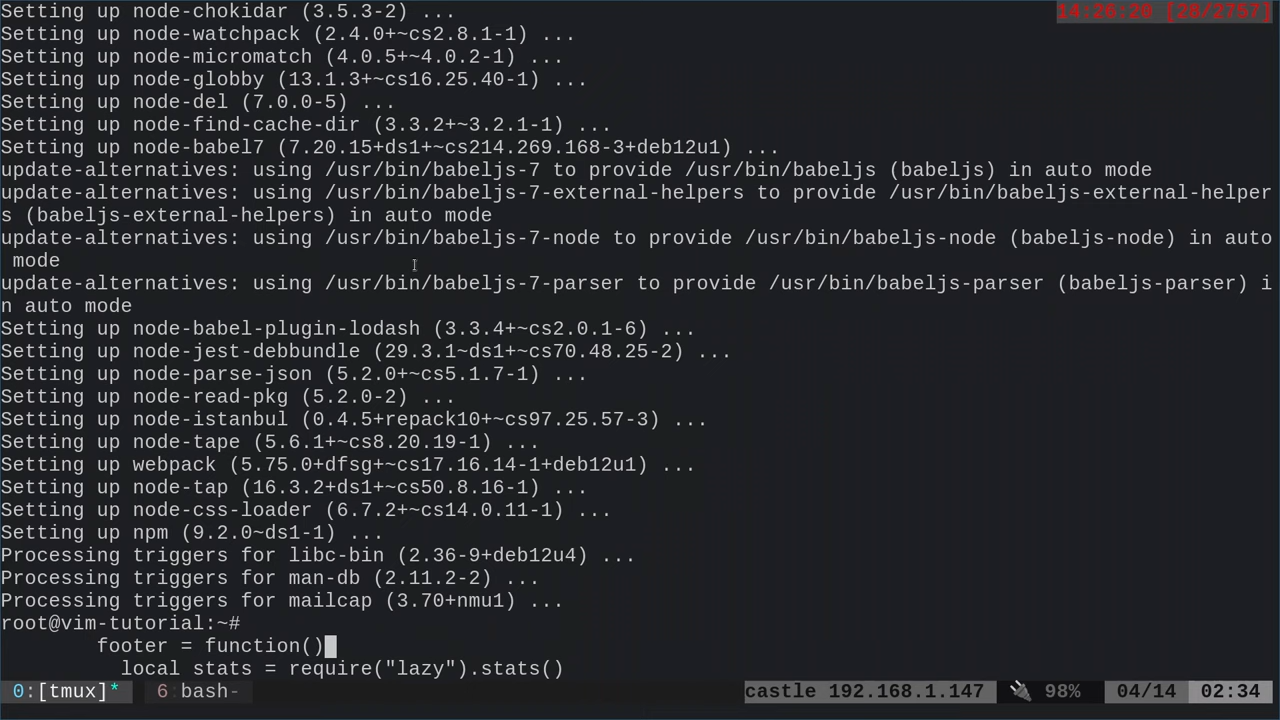 Setting up node-chokidar (3.5.3-2) ...
14:26:20 [28/2757]
Setting up node-watchpack (2.4.0+~cs2.8.1-1) ...
Setting up node-micromatch (4.0.5+~4.0.2-1) ...
Setting up node-globby (13.1.3+~cs16.25.40-1) ...
Setting up node-del (7.0.0-5) ...
Setting up node-find-cache-dir (3.3.2+~3.2.1-1) ...
Setting up node-babel7 (7.20.15+ds1+~cs214.269.168-3+deb12u1) ...
update-alternatives: using /usr/bin/babeljs-7 to provide /usr/bin/babeljs (babeljs) in auto mode
update-alternatives: using /usr/bin/babeljs-7-external-helpers to provide /usr/bin/babeljs-external-helper
s (babeljs-external-helpers) in auto mode
update-alternatives: using /usr/bin/babeljs-7-node to provide /usr/bin/babeljs-node (babeljs-node) in auto
mode
update-alternatives: using /usr/bin/babeljs-7-parser to provide /usr/bin/babeljs-parser (babeljs-parser) i
n auto mode
Setting up node-babel-plugin-lodash (3.3.4+~cs2.0.1-6) ...
Setting up node-jest-debbundle (29.3.1~ds1+~cs70.48.25-2) ...
Setting up node-parse-json (5.2.0+~cs5.1.7-1) ...
Setting up node-read-pkg (5.2.0-2) ...
Setting up node-istanbul (0.4.5+repack10+~cs97.25.57-3) ...
Setting up node-tape (5.6.1+~cs8.20.19-1) ...
Setting up webpack (5.75.0+dfsg+~cs17.16.14-1+deb12u1) ...
Setting up node-tap (16.3.2+ds1+~cs50.8.16-1) ...
Setting up node-css-loader (6.7.2+~cs14.0.11-1) ...
Setting up npm (9.2.0~ds1-1) ...
Processing triggers for libc-bin (2.36-9+deb12u4) ...
Processing triggers for man-db (2.11.2-2) ...
Processing triggers for mailcap (3.70+nmu1) ...
root@vim-tutorial:~#
footer = function()
local stats = require("lazy").stats()
0:[tmux]* 6:bash- castle 192.168.1.147 🔌 98% 04/14 02:34